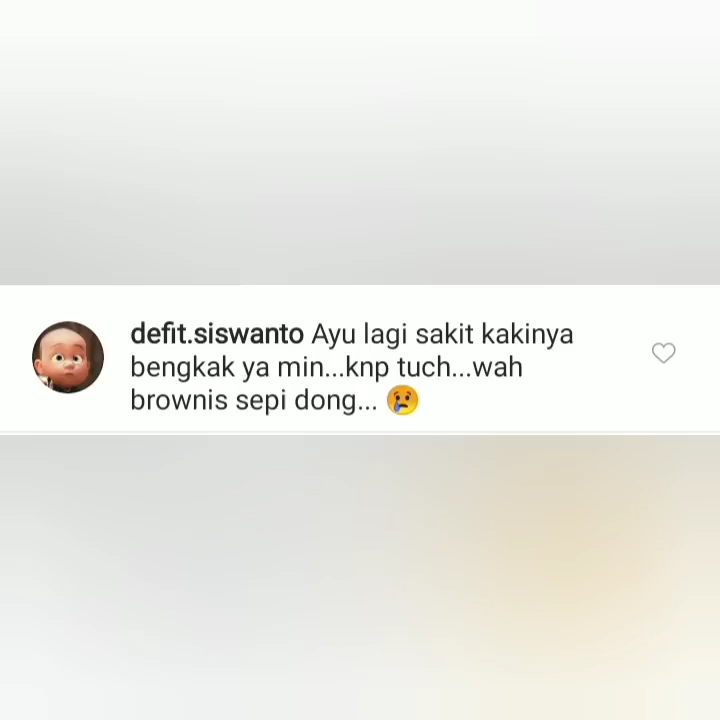 defit.siswanto Ayu lagi sakit kakinya
bengkak ya min...knp tuch...wah
brownis sepi dong... 😢